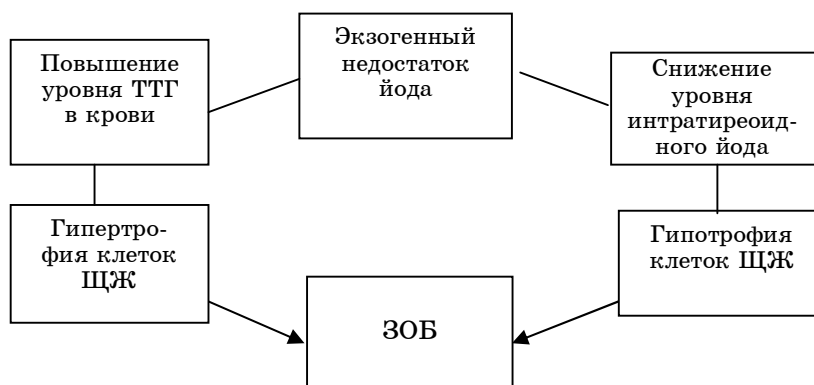 Экзогенный
недостаток
йода
Повышение
уровня ТТГ
в крови
Снижение
уровня
интратиреоид-
ного йода
Гипертро-
фия клеток
ЩЖ
Гипотрофия
клеток ЩЖ
ЗОБ